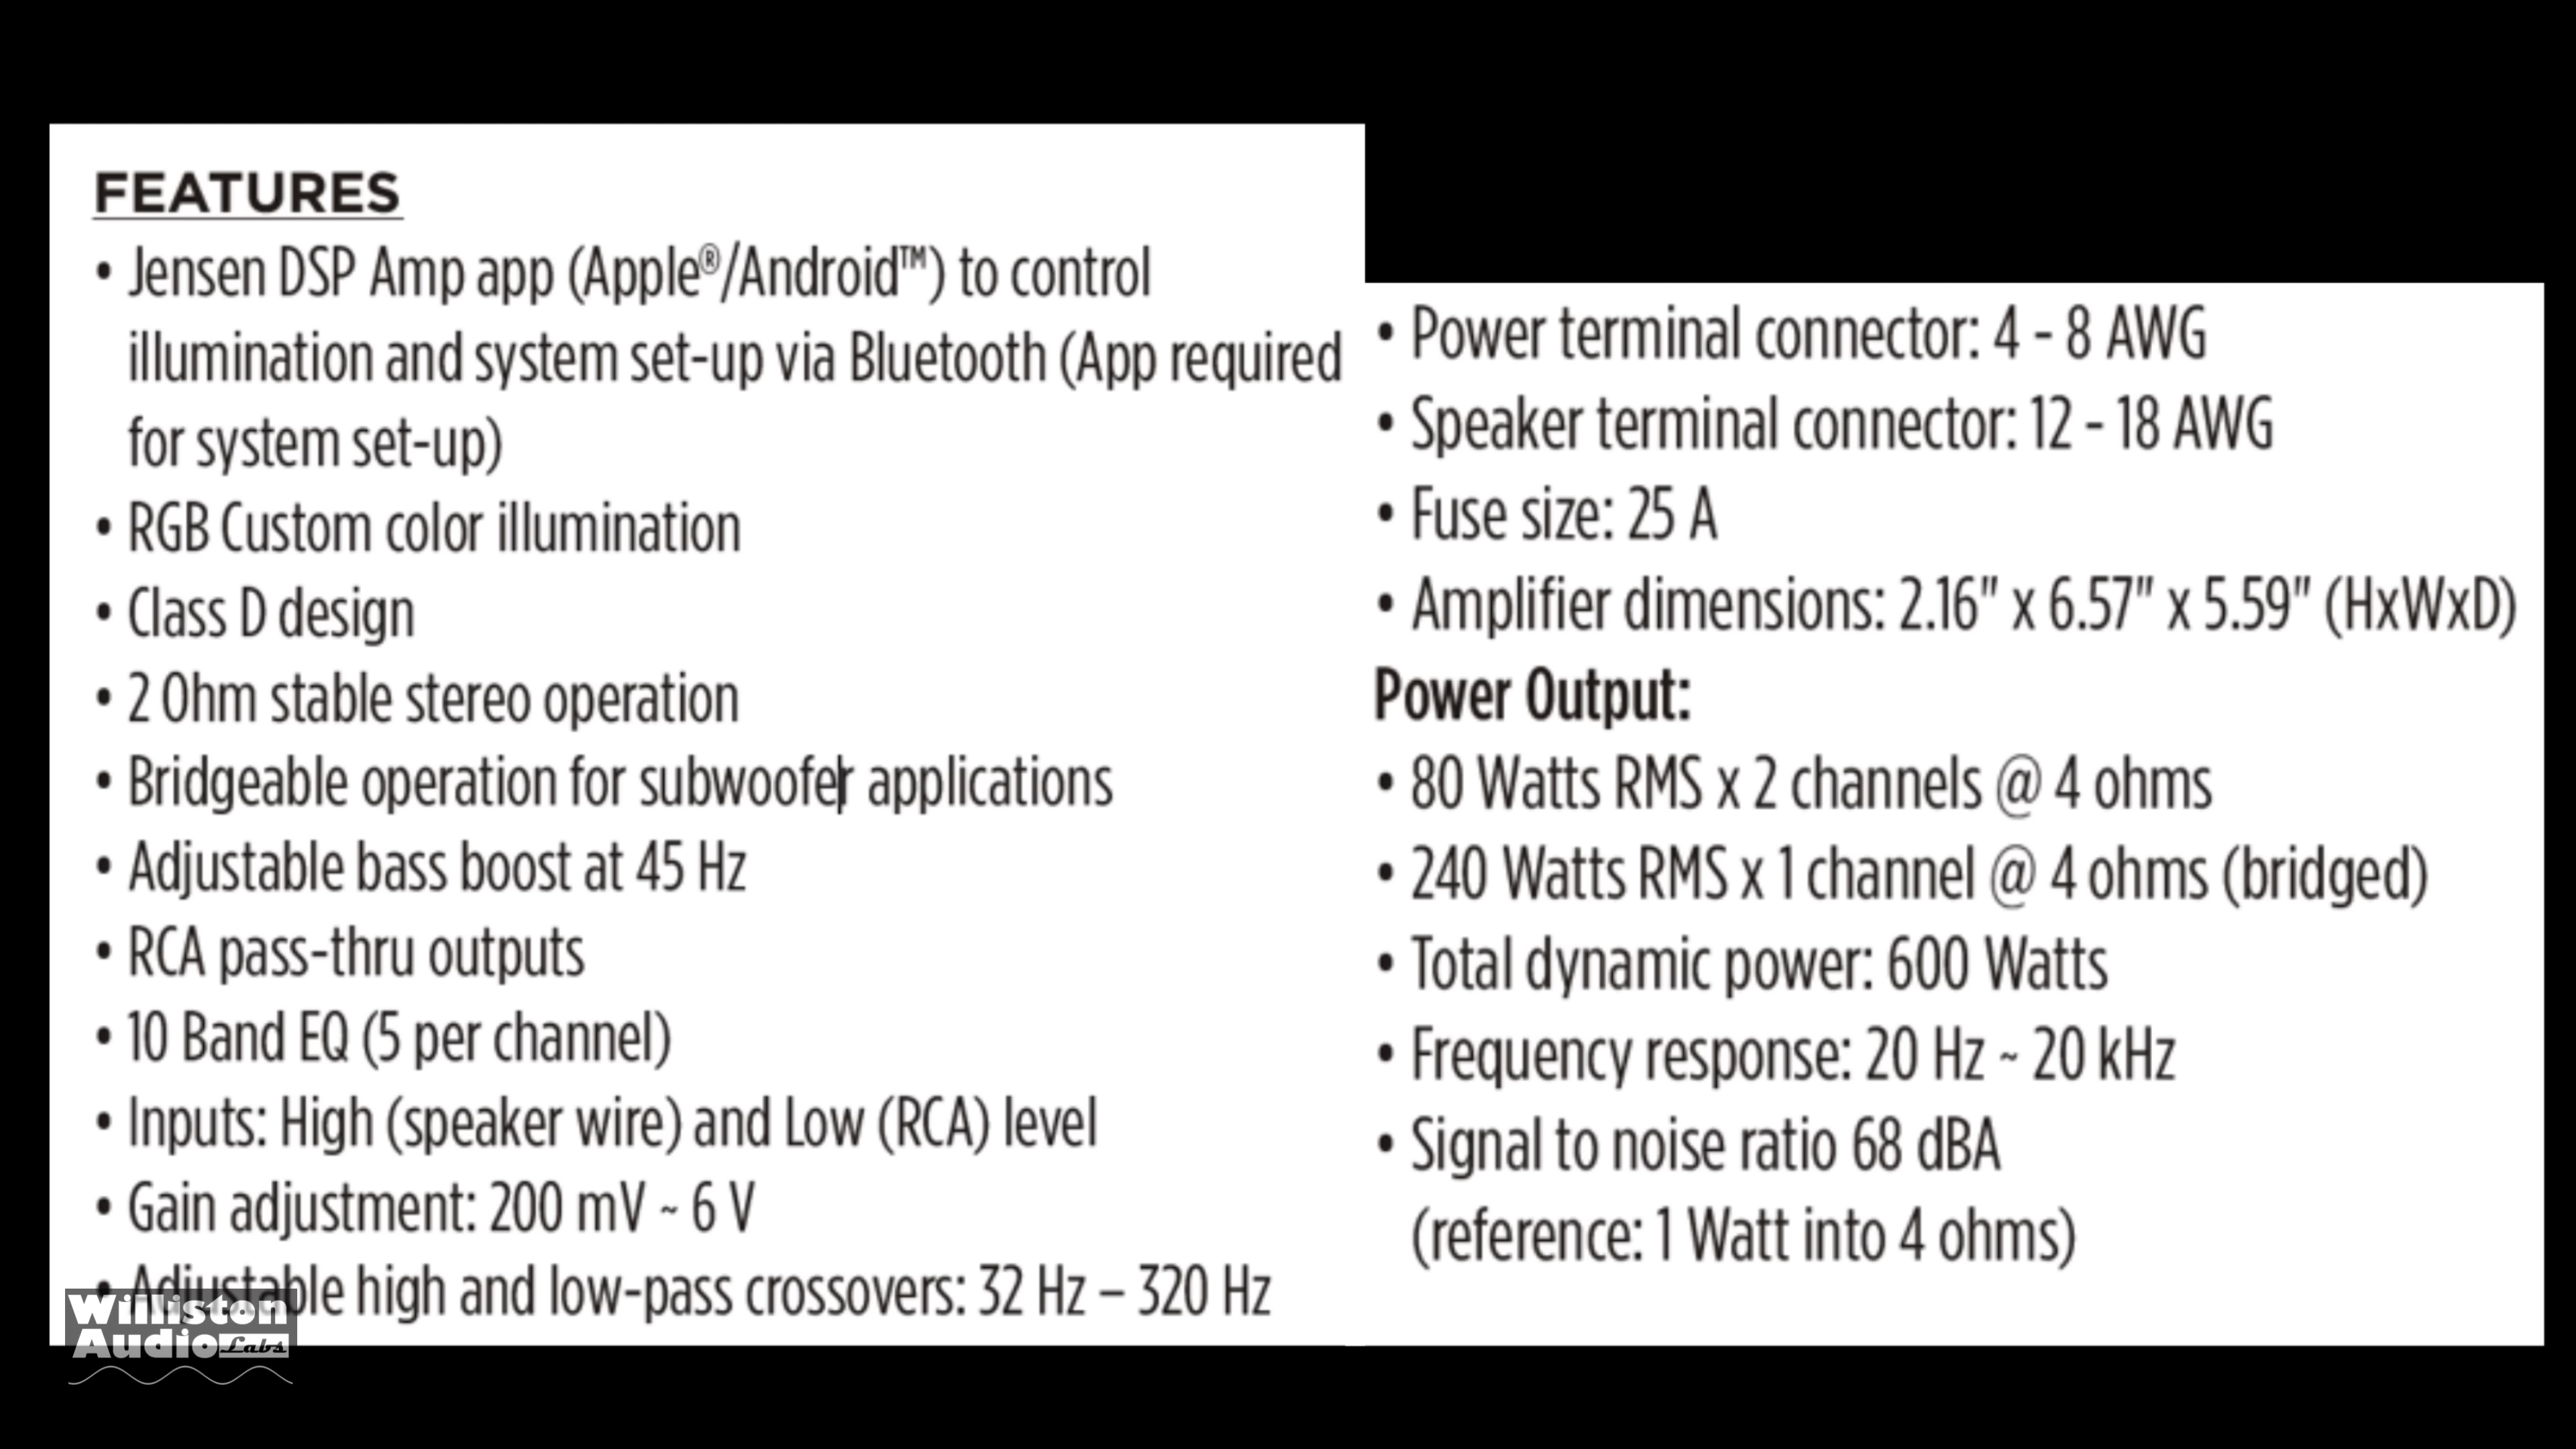 FEATURES
• Jensen DSP Amp app (Apple®/Android™) to control
illumination and system set-up via Bluetooth (App required
for system set-up)
• RGB Custom color illumination
• Class D design
• 2 Ohm stable stereo operation
• Bridgeable operation for subwoofer applications
• Adjustable bass boost at 45 Hz
• RCA pass-thru outputs
• 10 Band EQ (5 per channel)
• Inputs: High (speaker wire) and Low (RCA) level
• Gain adjustment: 200 mV ~ 6 V
• Adjustable high and low-pass crossovers: 32 Hz – 320 Hz
• Power terminal connector: 4 - 8 AWG
• Speaker terminal connector: 12 - 18 AWG
• Fuse size: 25 A
• Amplifier dimensions: 2.16" x 6.57" x 5.59" (HxWxD)
Power Output:
• 80 Watts RMS x 2 channels @ 4 ohms
• 240 Watts RMS x 1 channel @ 4 ohms (bridged)
• Total dynamic power: 600 Watts
• Frequency response: 20 Hz ~ 20 kHz
• Signal to noise ratio 68 dBA
(reference: 1 Watt into 4 ohms)
Williston
Audio Labs